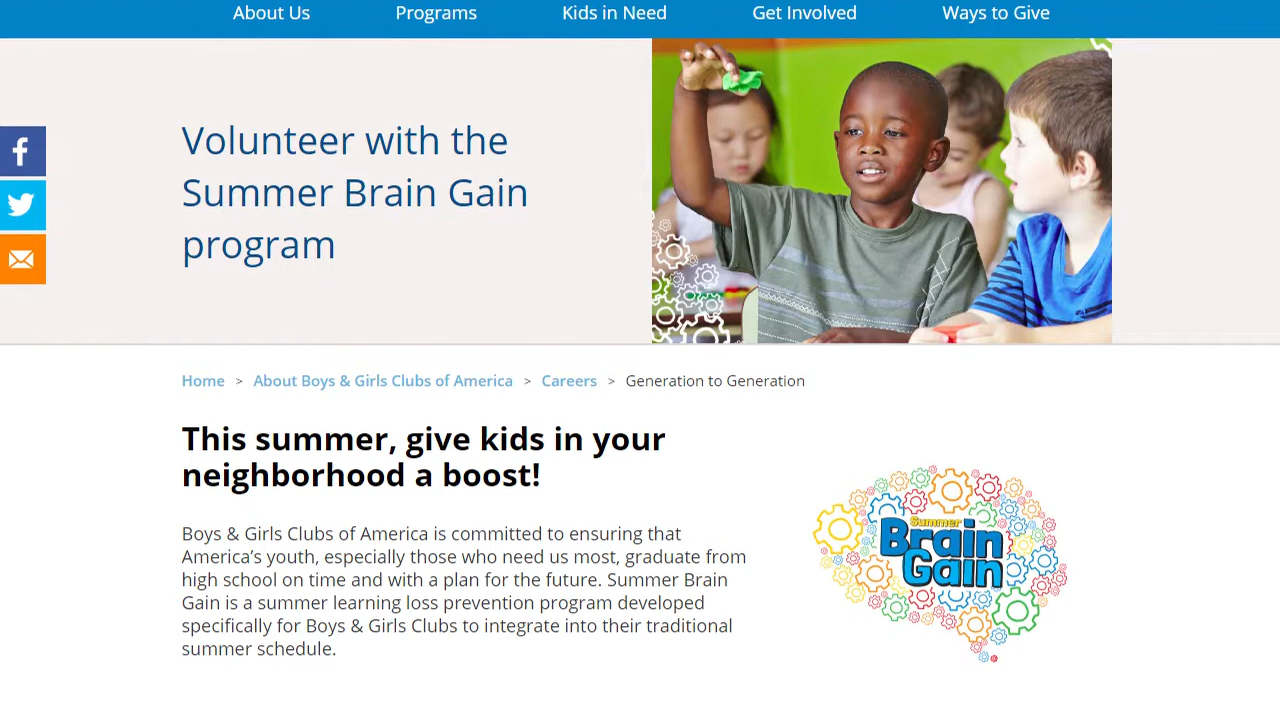 About Us Programs Kids in Need Get Involved Ways to Give
Volunteer with the
Summer Brain Gain
program
Home > About Boys & Girls Clubs of America > Careers > Generation to Generation
This summer, give kids in your
neighborhood a boost!
Boys & Girls Clubs of America is committed to ensuring that
America’s youth, especially those who need us most, graduate from
high school on time and with a plan for the future. Summer Brain
Gain is a summer learning loss prevention program developed
specifically for Boys & Girls Clubs to integrate into their traditional
summer schedule.
Summer
Brain
Gain